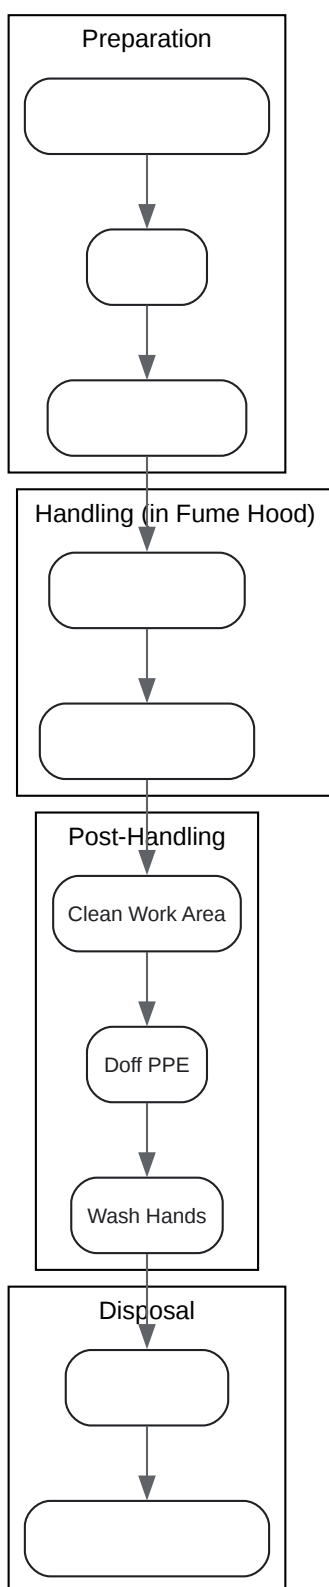 Preparation
Handling (in Fume Hood)
Post-Handling
Clean Work Area
Doff PPE
Wash Hands
Disposal